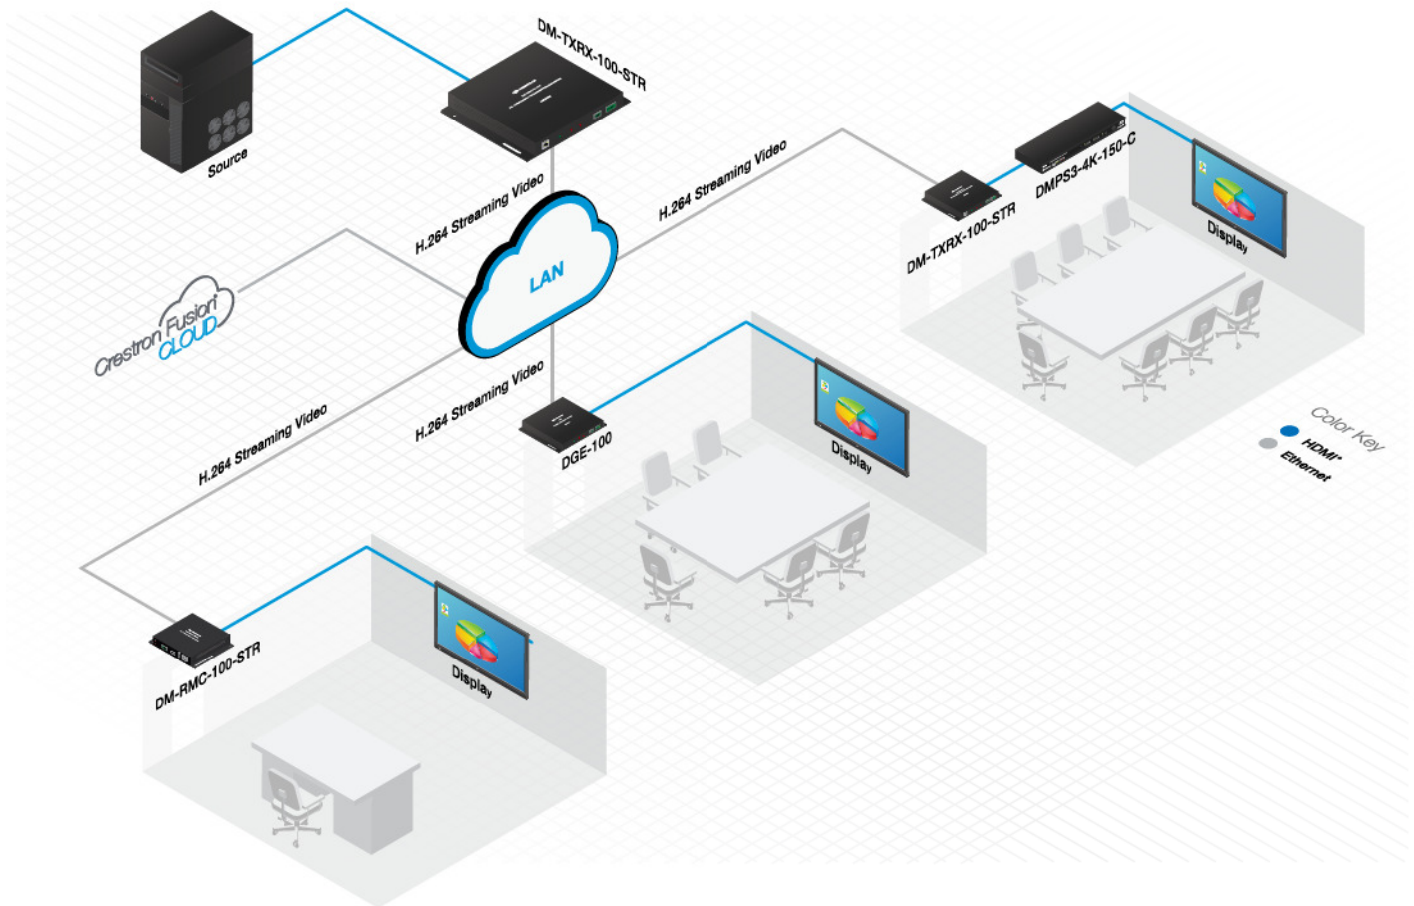 DM-TXRX-100-STR
Source
H.264 Streaming Video
H.264 Streaming Video
DMPS3-4K-150-C
DM-TXRX-100-STR
Display
LAN
Crestron Fusion®
CLOUD
H.264 Streaming Video
H.264 Streaming Video
DGE-100
Display
Color Key
HDMI®
Ethernet
DM-RMC-100-STR
Display